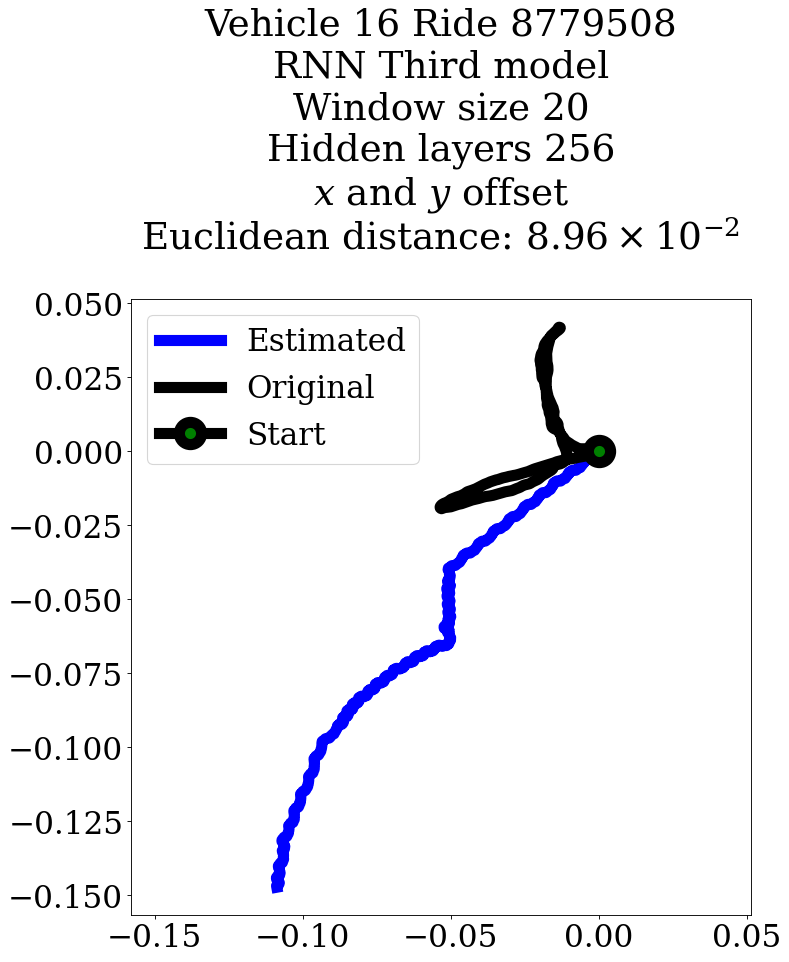 Vehicle 16 Ride 8779508
RNN Third model
Window size 20
Hidden layers 256
x and y offset
Euclidean distance: 8.96 × 10⁻²
Estimated
Original
Start
0.050
0.025
0.000
−0.025
−0.050
−0.075
−0.100
−0.125
−0.150
−0.15 −0.10 −0.05 0.00 0.05